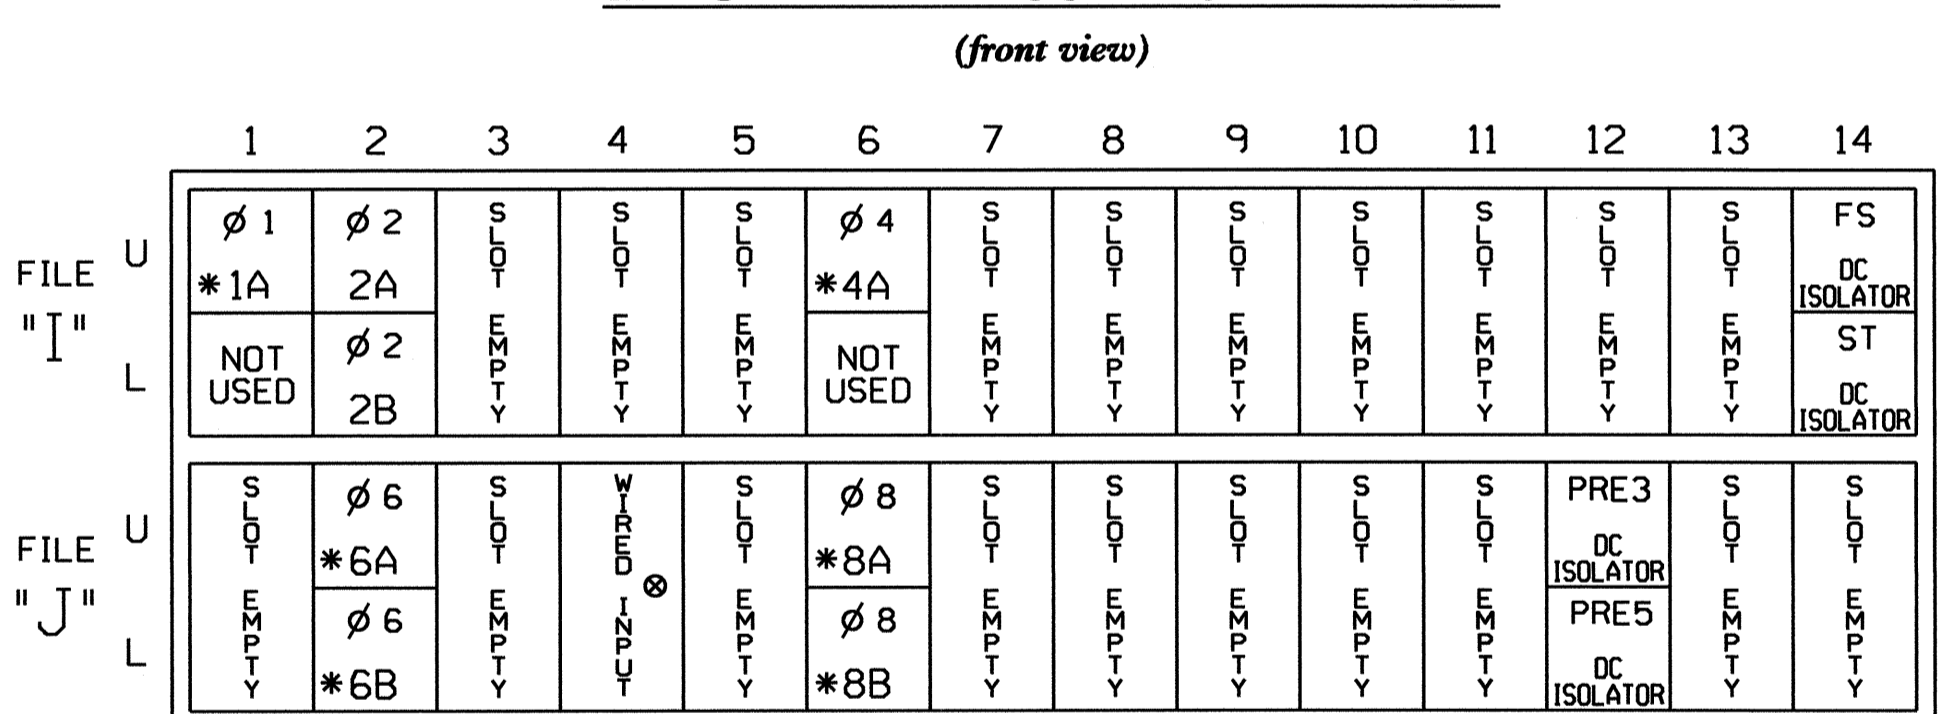 (front view)
1 2 3 4 5 6 7 8 9 10 11 12 13 14
FILE "I"
U
L
Ø 1
*1A
NOT USED
Ø 2
2A
Ø 2
2B
SLOT EMPTY
SLOT EMPTY
SLOT EMPTY
Ø 4
*4A
NOT USED
SLOT EMPTY
SLOT EMPTY
SLOT EMPTY
SLOT EMPTY
SLOT EMPTY
SLOT EMPTY
SLOT EMPTY
FS
DC
ISOLATOR
ST
DC
ISOLATOR
FILE "J"
U
L
SLOT EMPTY
Ø 6
*6A
Ø 6
*6B
SLOT EMPTY
WIRED INPUT ⊗
SLOT EMPTY
Ø 8
*8A
Ø 8
*8B
SLOT EMPTY
SLOT EMPTY
SLOT EMPTY
SLOT EMPTY
SLOT EMPTY
PRE3
DC
ISOLATOR
PRE5
DC
ISOLATOR
SLOT EMPTY
SLOT EMPTY